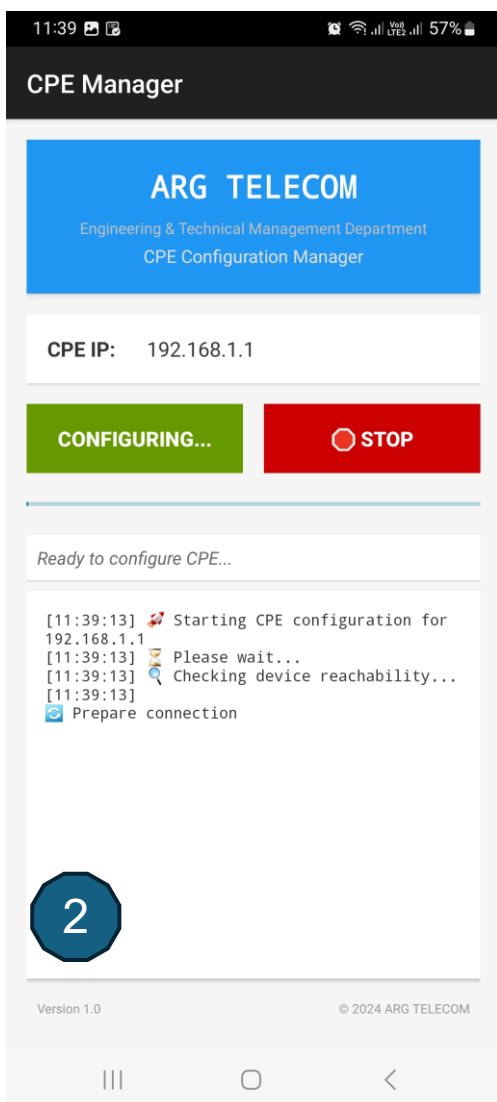 11:39 57%
CPE Manager
ARG TELECOM
Engineering & Technical Management Department
CPE Configuration Manager
CPE IP: 192.168.1.1
CONFIGURING... STOP
Ready to configure CPE...
[11:39:13] 🚀 Starting CPE configuration for
192.168.1.1
[11:39:13] ⏳ Please wait...
[11:39:13] 🔍 Checking device reachability...
[11:39:13]
🔄 Prepare connection
2
Version 1.0 © 2024 ARG TELECOM